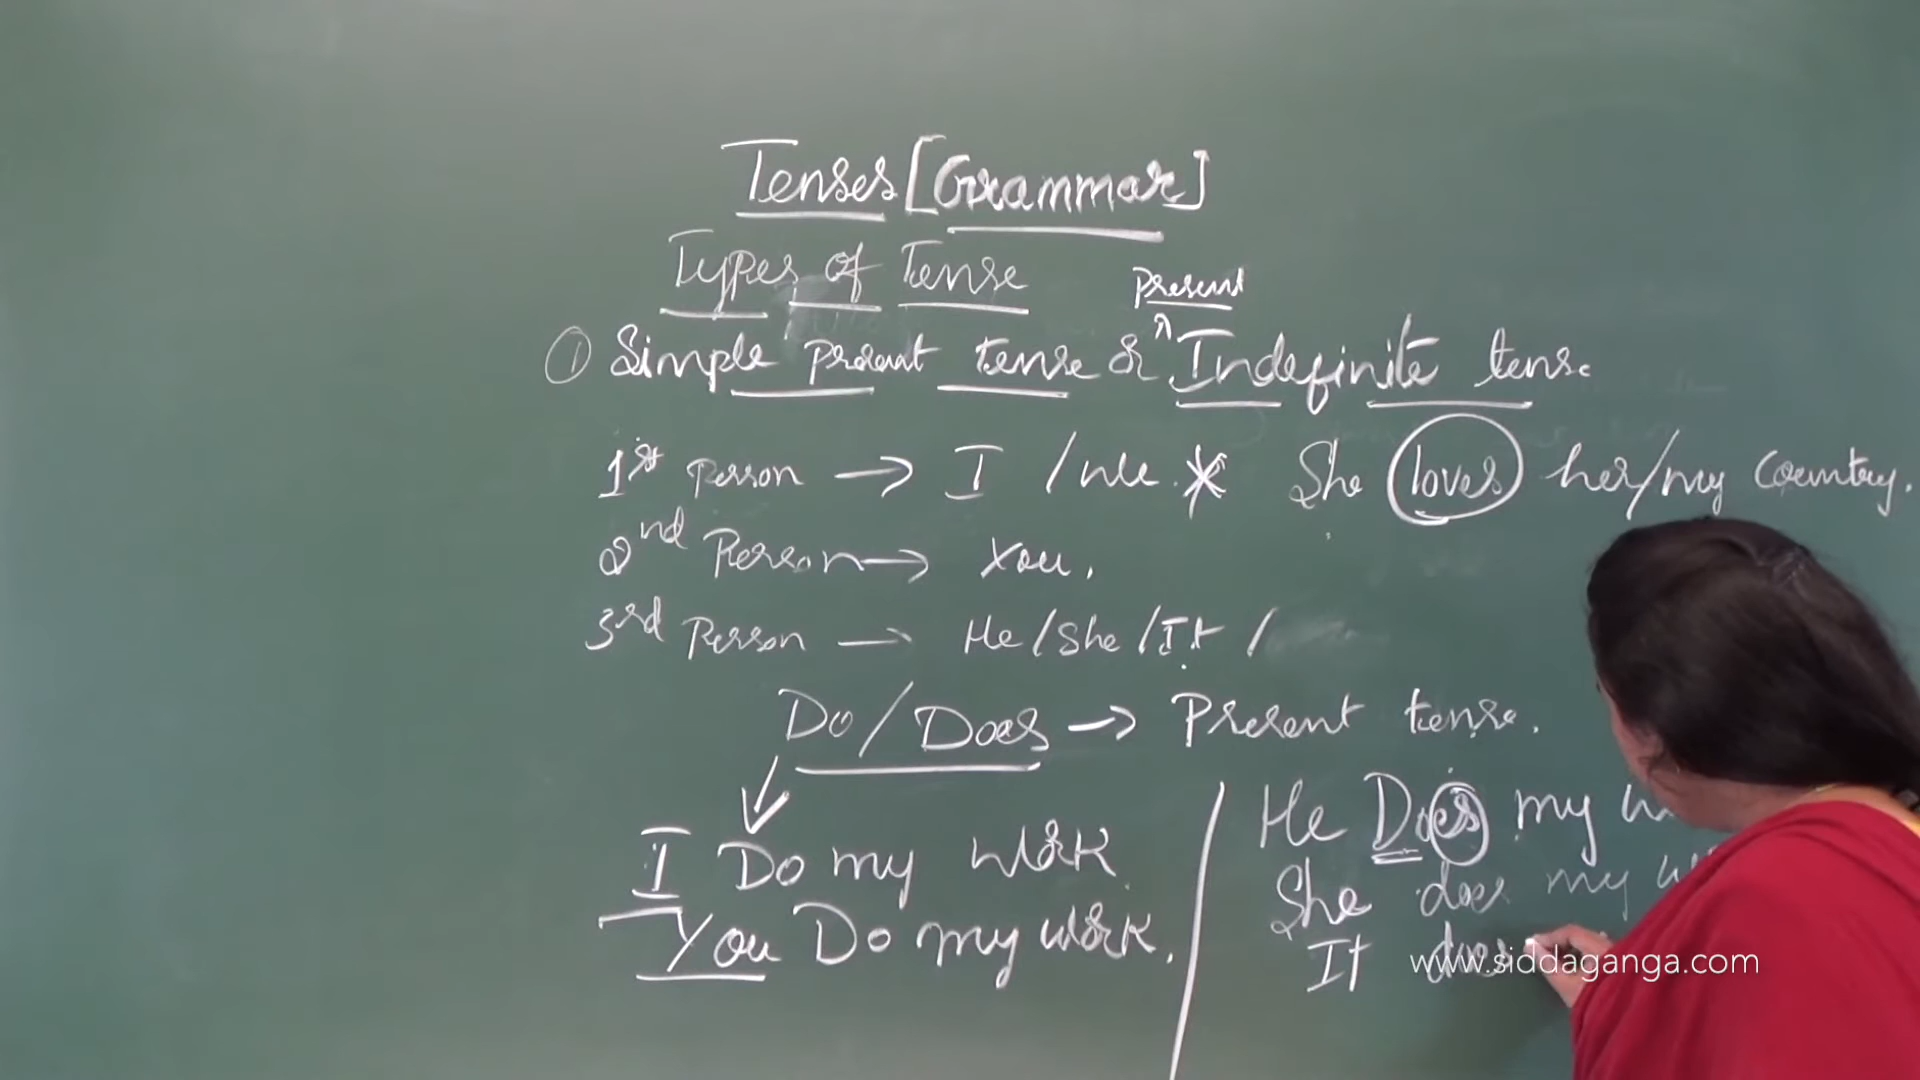 Tenses [Grammar]
Types of Tense
Present
① Simple present tense & ^ Indefinite tense
1st Person → I / we * She loves her/my Country.
2nd Person → You.
3rd Person → He/She/It /
Do/Does → Present tense.
I Do my work
You Do my work.
He Does my
She does my
It does
www.siddaganga.com